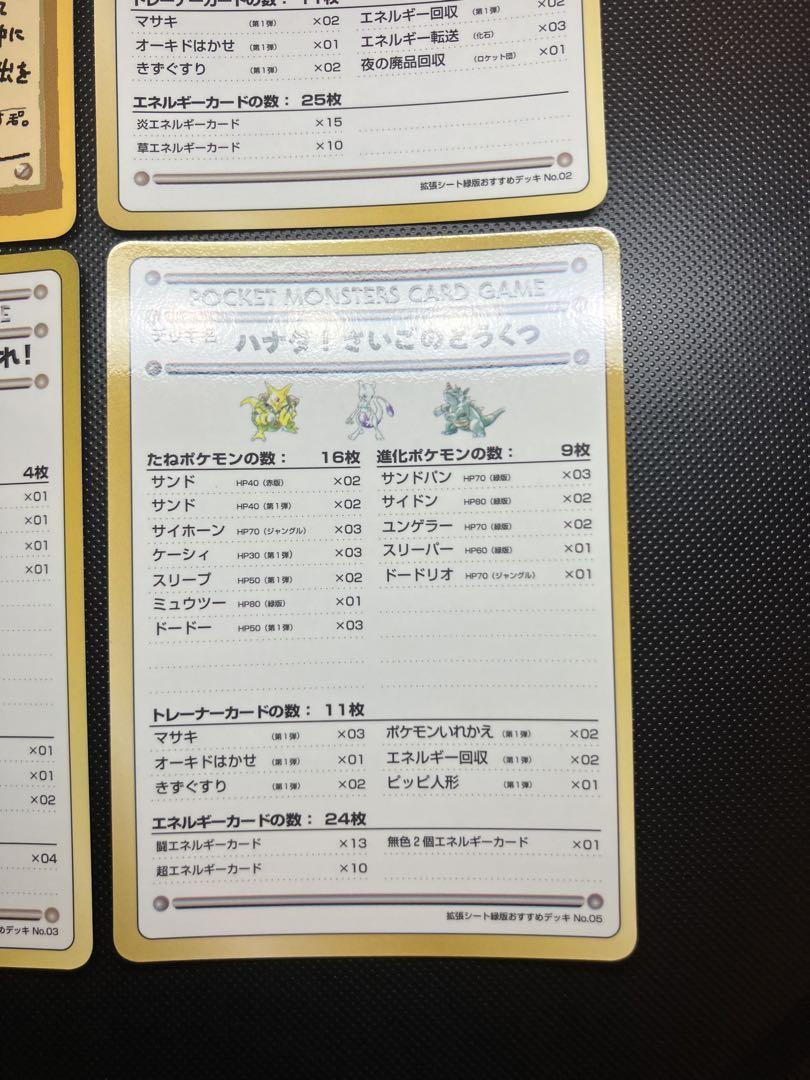 マサキ (第1弾) ×02
オーキドはかせ (第1弾) ×01
きずぐすり (第1弾) ×02
エネルギー回収 (第1弾) ×02
エネルギー転送 (化石) ×03
夜の廃品回収 (ロケット団) ×01
エネルギーカードの数: 25枚
炎エネルギーカード ×15
草エネルギーカード ×10
拡張シート緑版おすすめデッキ No.02
れ!
4枚
×01
×01
×01
×01
×01
×01
×02
×04
デッキ No.03
POCKET MONSTERS CARD GAME
デッキ名 ハナダ!さいごのどうくつ
たねポケモンの数: 16枚
サンド HP40(赤版) ×02
サンド HP40(第1弾) ×02
サイホーン HP70(ジャングル) ×03
ケーシィ HP30(第1弾) ×03
スリープ HP50(第1弾) ×02
ミュウツー HP80(緑版) ×01
ドードー HP50(第1弾) ×03
進化ポケモンの数: 9枚
サンドパン HP70(緑版) ×03
サイドン HP80(緑版) ×02
ユンゲラー HP70(緑版) ×02
スリーパー HP60(緑版) ×01
ドードリオ HP70(ジャングル) ×01
トレーナーカードの数: 11枚
マサキ (第1弾) ×03
オーキドはかせ (第1弾) ×01
きずぐすり (第1弾) ×02
ポケモンいれかえ (第1弾) ×02
エネルギー回収 (第1弾) ×02
ピッピ人形 (第1弾) ×01
エネルギーカードの数: 24枚
闘エネルギーカード ×13
超エネルギーカード ×10
無色2個エネルギーカード ×01
拡張シート緑版おすすめデッキ No.05